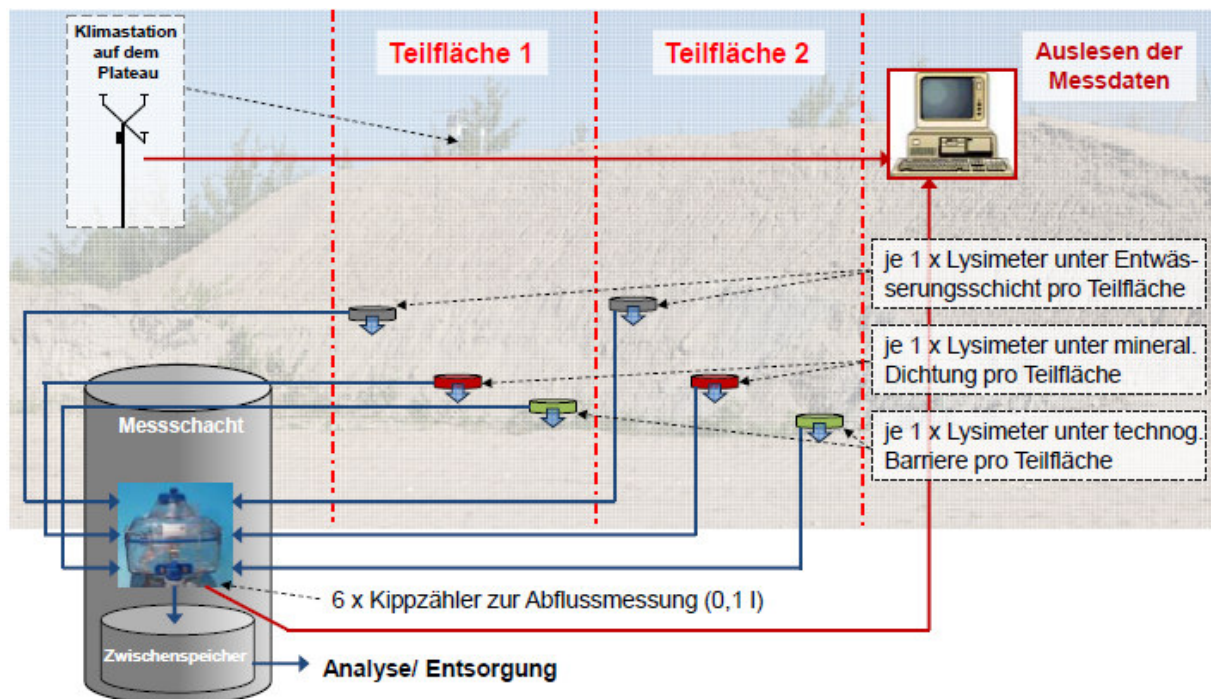 Klimastation
auf dem
Plateau
Teilfläche 1
Teilfläche 2
Auslesen der
Messdaten
je 1 x Lysimeter unter Entwäs-
serungsschicht pro Teilfläche
je 1 x Lysimeter unter mineral.
Dichtung pro Teilfläche
je 1 x Lysimeter unter technog.
Barriere pro Teilfläche
Messschacht
6 x Kippzähler zur Abflussmessung (0,1 l)
Zwischenspeicher
Analyse/ Entsorgung